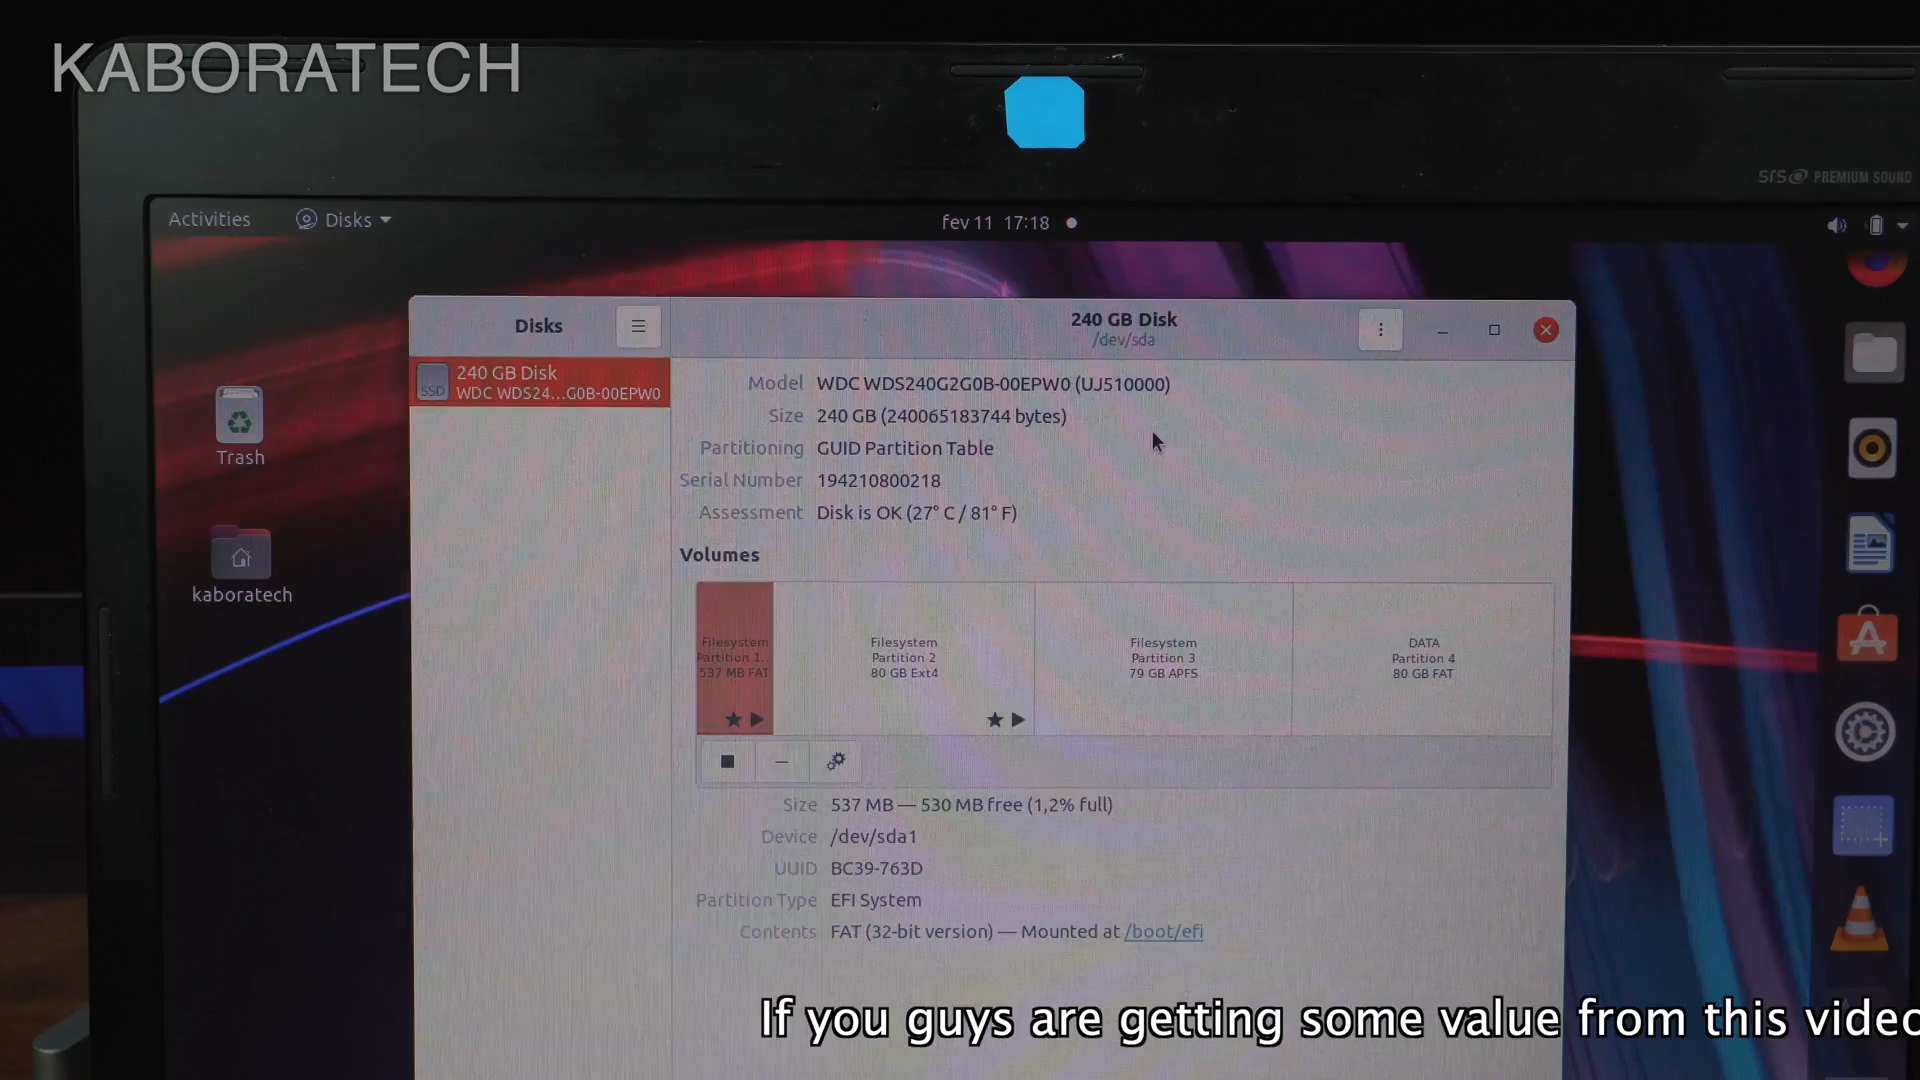 KABORATECH
srs PREMIUM SOUND
Activities
Disks
fev 11 17:18
Disks
240 GB Disk
/dev/sda
SSD
240 GB Disk
WDC WDS24...G0B-00EPW0
Model WDC WDS240G2G0B-00EPW0 (UJ510000)
Size 240 GB (240065183744 bytes)
Partitioning GUID Partition Table
Serial Number 194210800218
Assessment Disk is OK (27° C / 81° F)
Trash
kaboratech
Volumes
Filesystem
Partition 1...
537 MB FAT
Filesystem
Partition 2
80 GB Ext4
Filesystem
Partition 3
79 GB APFS
DATA
Partition 4
80 GB FAT
Size 537 MB — 530 MB free (1,2% full)
Device /dev/sda1
UUID BC39-763D
Partition Type EFI System
Contents FAT (32-bit version) — Mounted at /boot/efi
If you guys are getting some value from this video